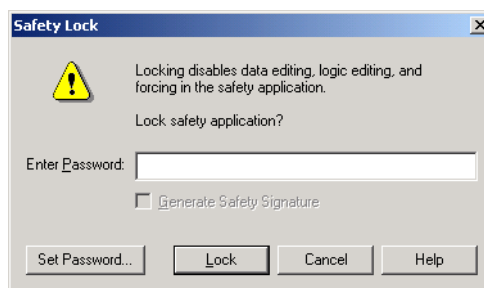 Safety Lock
Locking disables data editing, logic editing, and
forcing in the safety application.
Lock safety application?
Enter Password:
Generate Safety Signature
Set Password... Lock Cancel Help